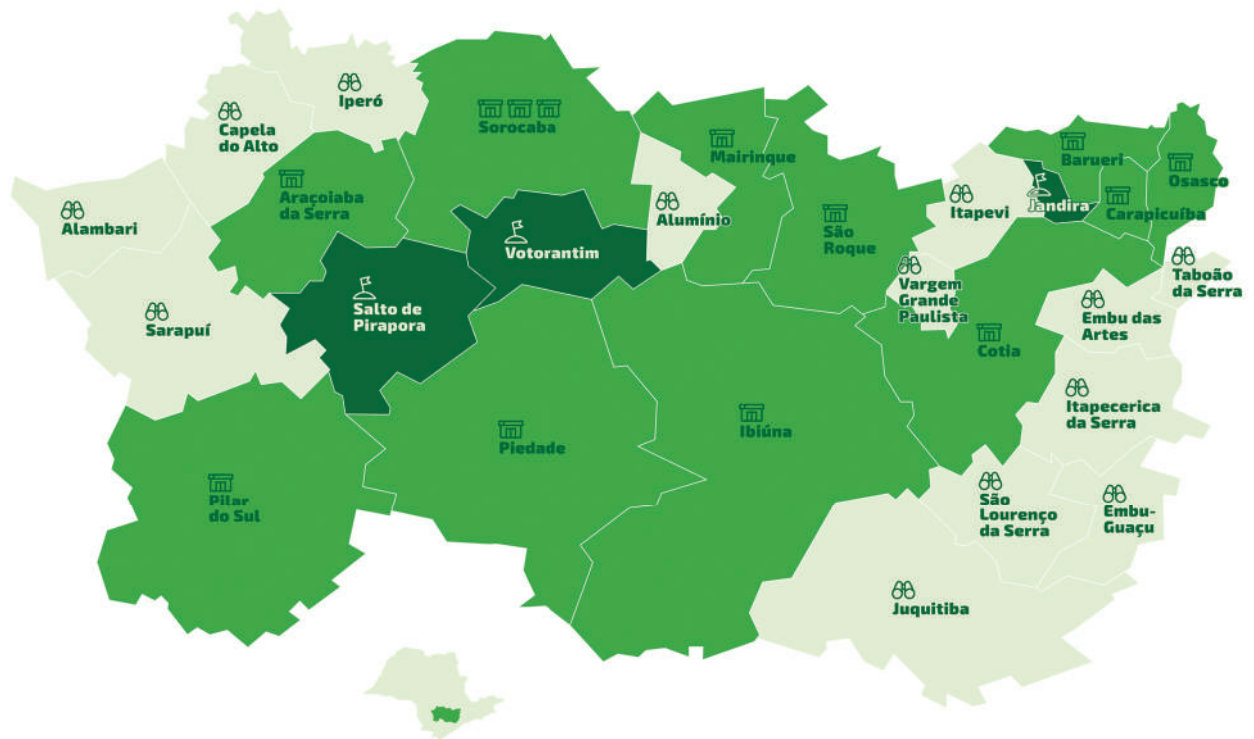 Iperó
Capela
do Alto
Sorocaba
Mairinque
Barueri
Osasco
Araçoiaba
da Serra
Alambari
Alumínio
São
Roque
Itapevi
Jandira
Carapicuíba
Votorantim
Vargem
Grande
Paulista
Taboão
da Serra
Salto de
Pirapora
Sarapuí
Embu das
Artes
Cotia
Itapecerica
da Serra
Piedade
Ibiúna
Pilar
do Sul
São
Lourenço
da Serra
Embu-
Guaçu
Juquitiba